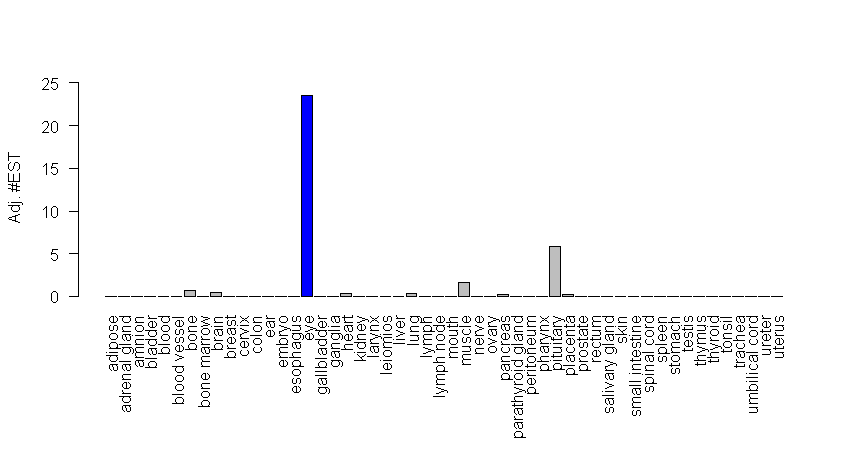 Adj. #EST
25
20
15
10
5
0
adipose
adrenal gland
amnion
bladder
blood
blood vessel
bone
bone marrow
brain
breast
cervix
colon
ear
embryo
esophagus
eye
gallbladder
ganglia
heart
kidney
larynx
leiomios
liver
lung
lymph
lymph node
mouth
muscle
nerve
ovary
pancreas
parathyroid gland
peritoneum
pharynx
pituitary
placenta
prostate
rectum
salivary gland
skin
small intestine
spinal cord
spleen
stomach
testis
thymus
thyroid
tonsil
trachea
umbilical cord
ureter
uterus